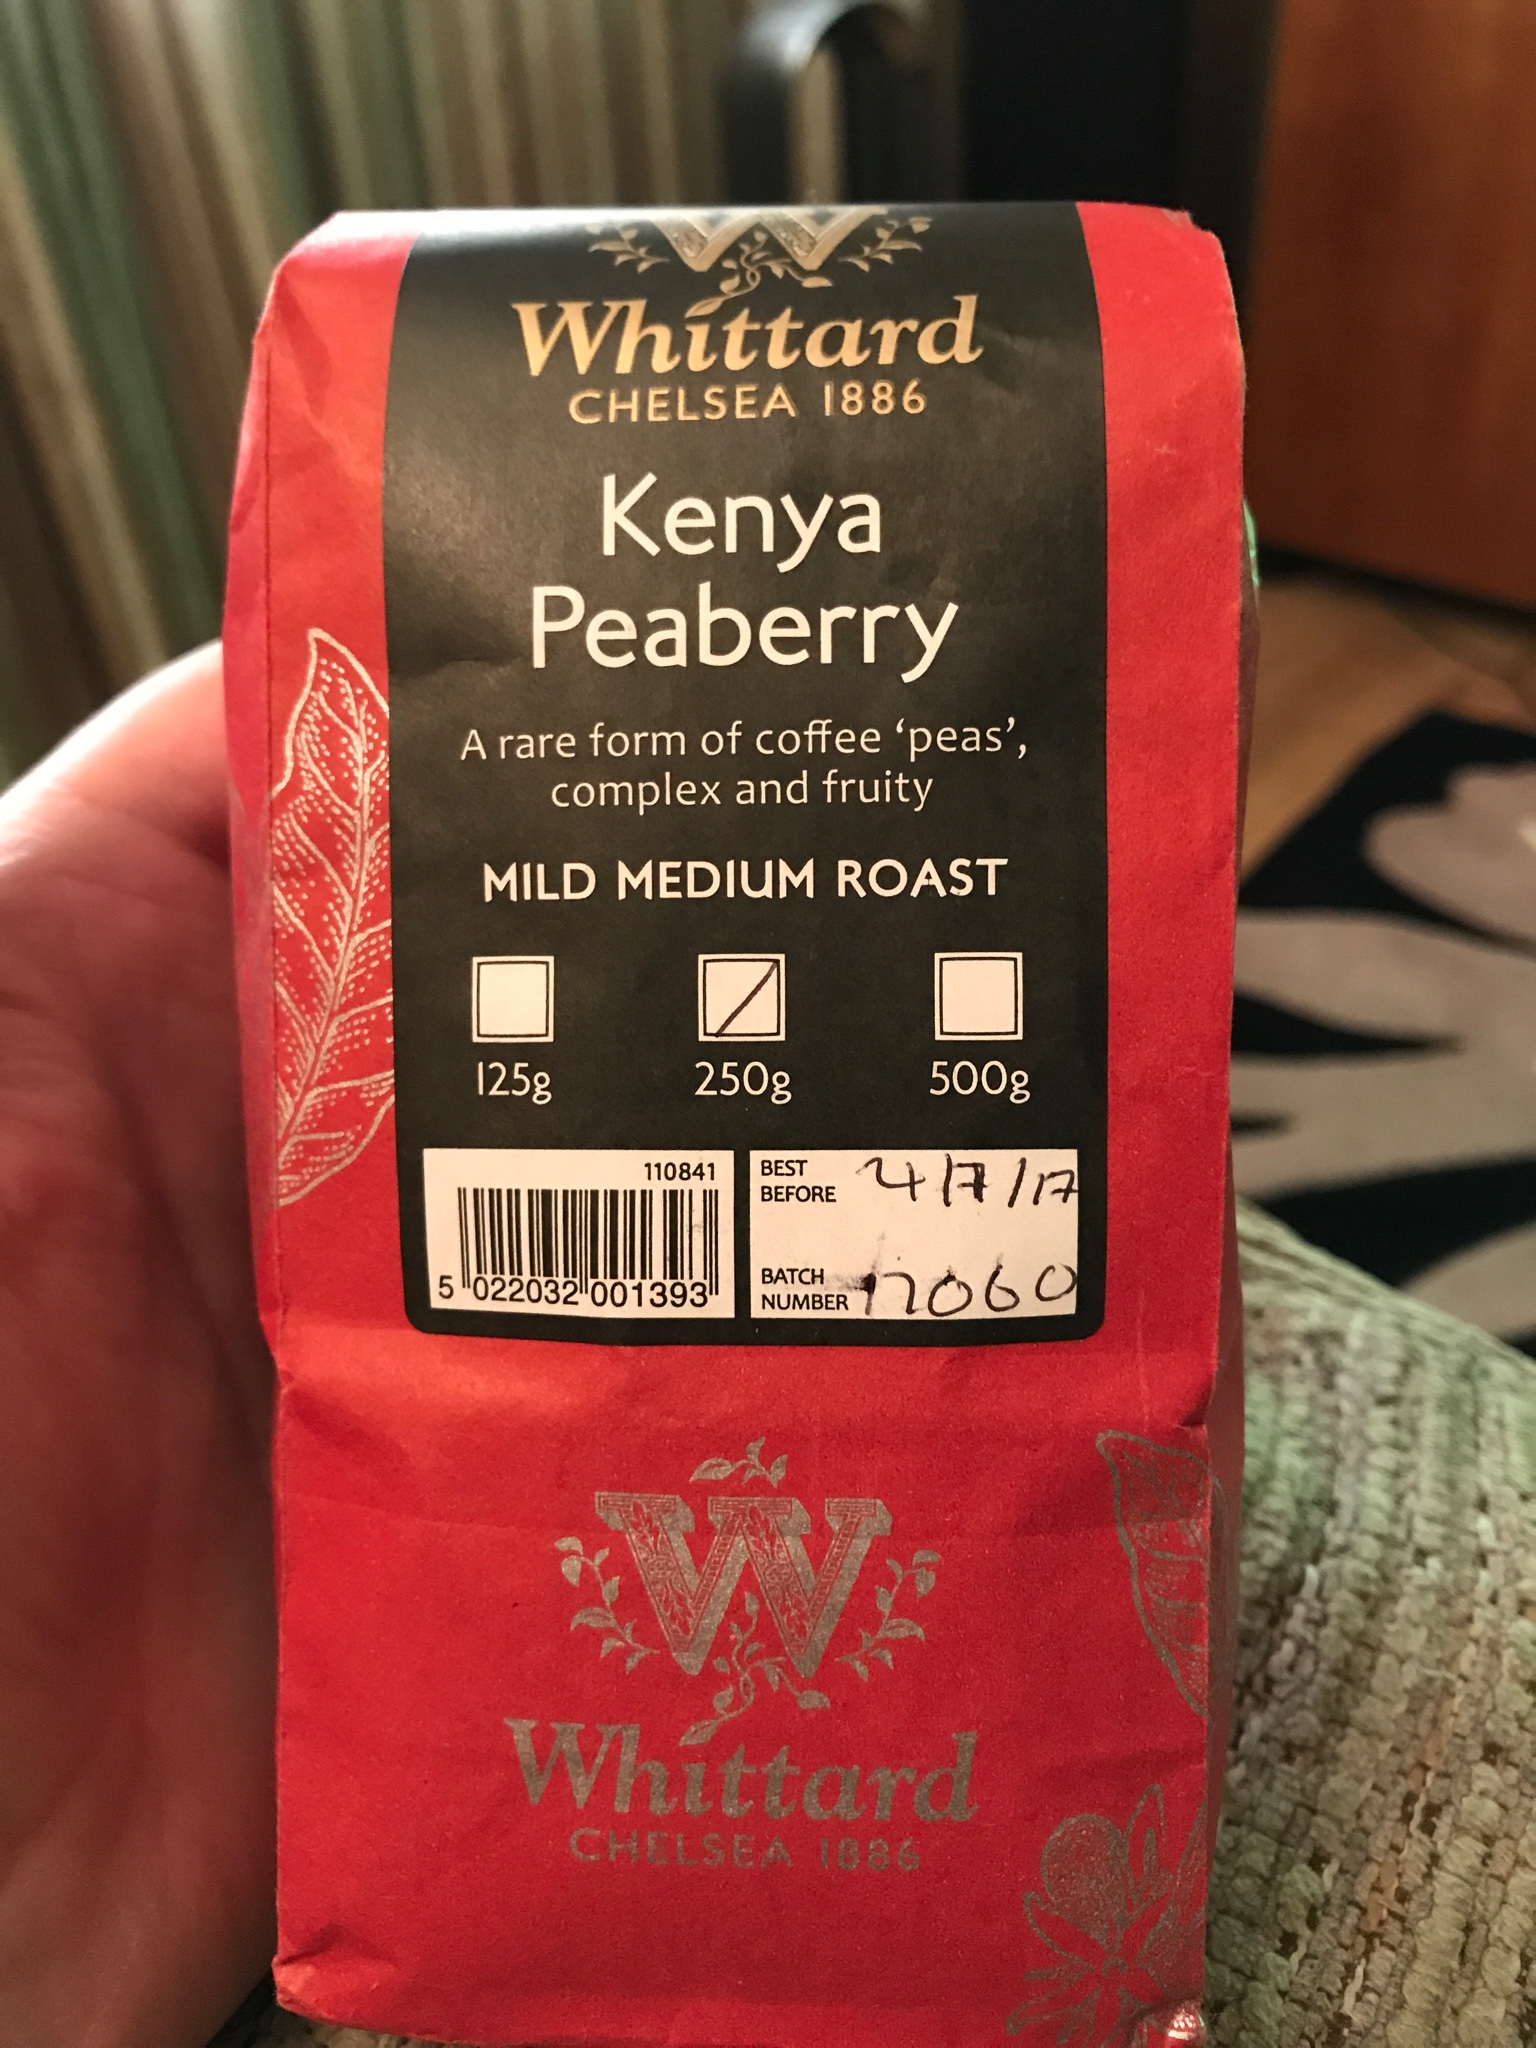 Whittard
CHELSEA 1886
Kenya
Peaberry
A rare form of coffee ‘peas’,
complex and fruity
MILD MEDIUM ROAST
125g 250g 500g
110841
5 022032 001393
BEST
BEFORE 4/7/17
BATCH
NUMBER 17060
W
Whittard
CHELSEA 1886